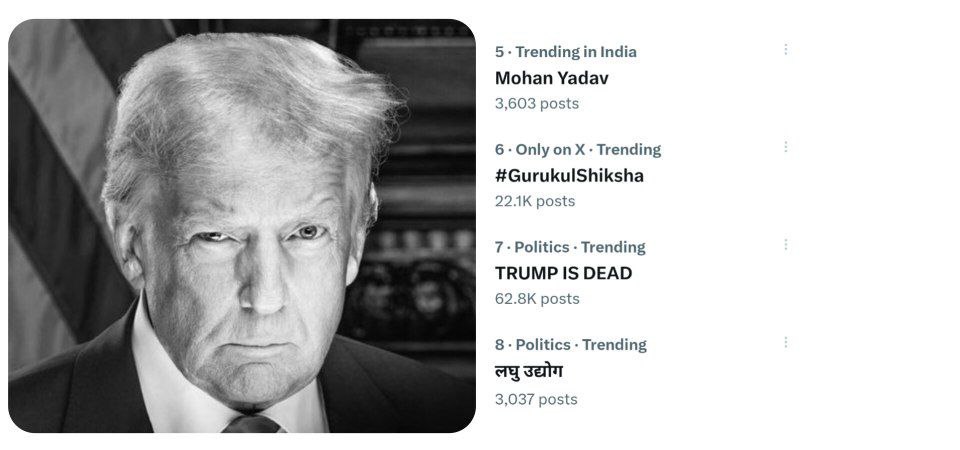 5 · Trending in India
Mohan Yadav
3,603 posts
6 · Only on X · Trending
#GurukulShiksha
22.1K posts
7 · Politics · Trending
TRUMP IS DEAD
62.8K posts
8 · Politics · Trending
लघु उद्योग
3,037 posts